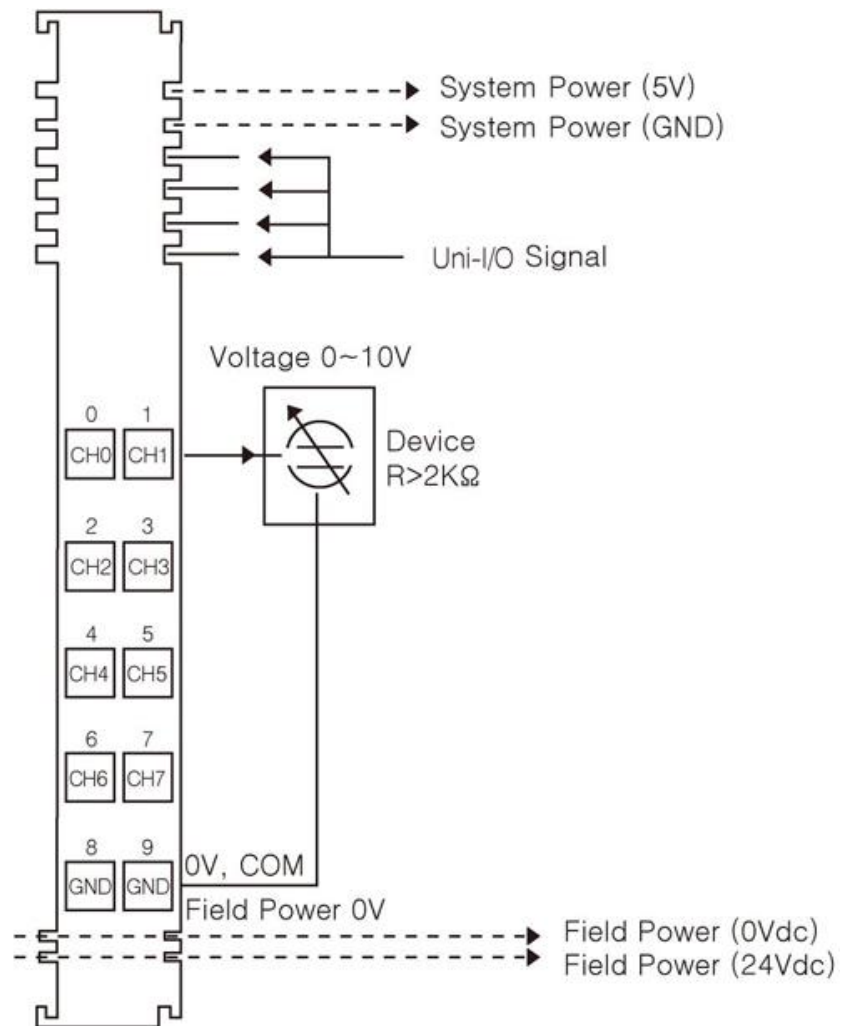 System Power (5V)
System Power (GND)
Uni-I/O Signal
Voltage 0~10V
0 1
CH0 CH1
Device
R>2KΩ
2 3
CH2 CH3
4 5
CH4 CH5
6 7
CH6 CH7
8 9
GND GND
0V, COM
Field Power 0V
Field Power (0Vdc)
Field Power (24Vdc)